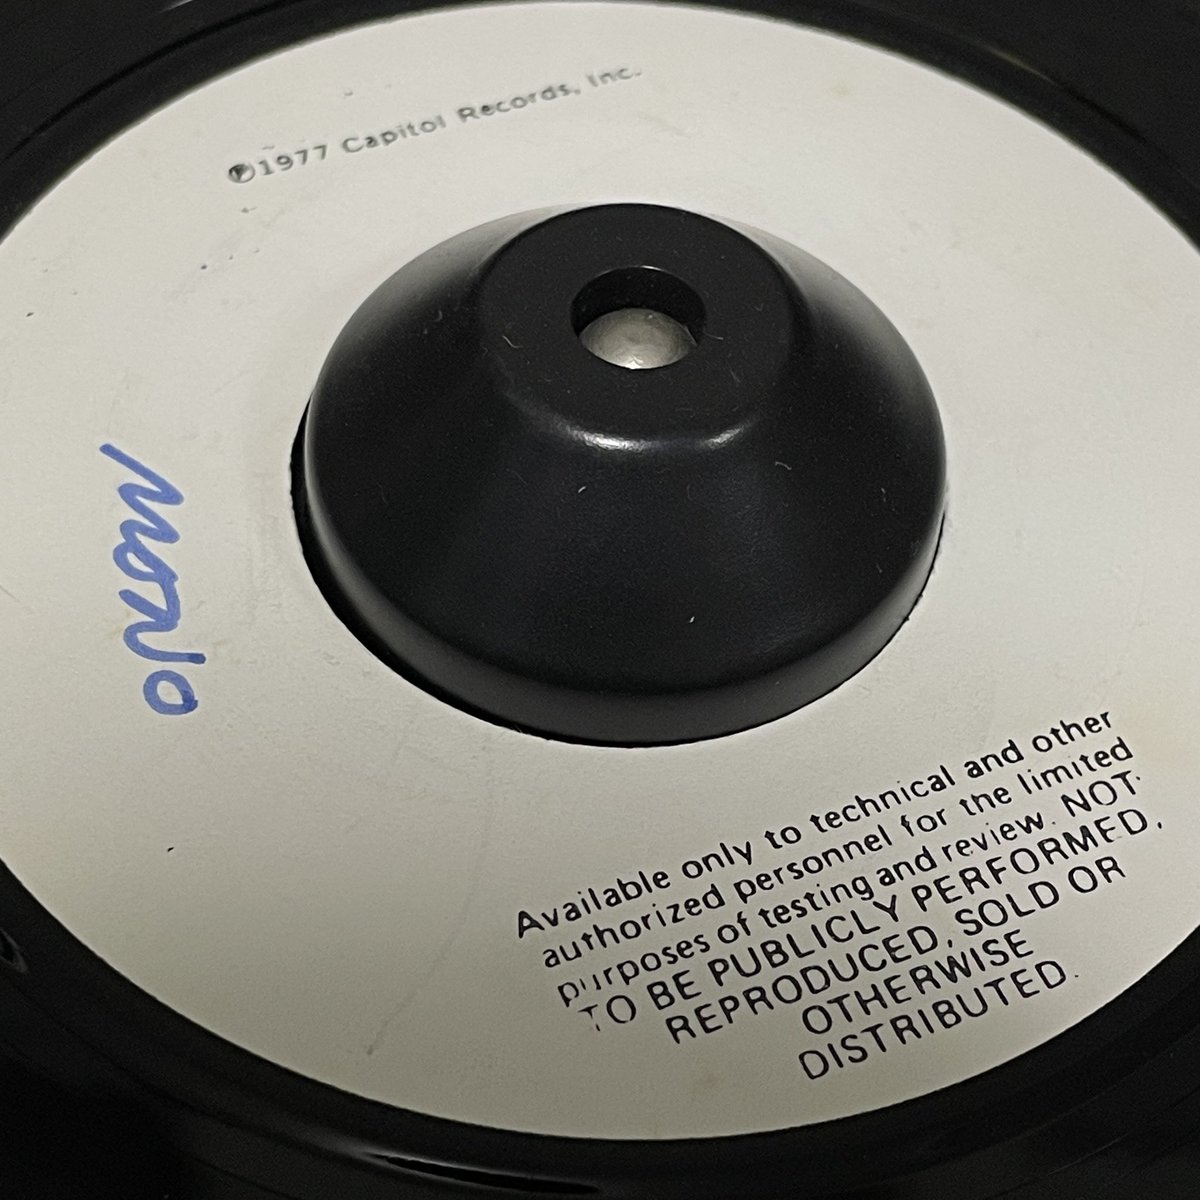 ℗1977 Capitol Records, Inc.
MONO
Available only to technical and other
authorized personnel for the limited
purposes of testing and review. NOT
TO BE PUBLICLY PERFORMED,
REPRODUCED, SOLD OR
OTHERWISE
DISTRIBUTED.